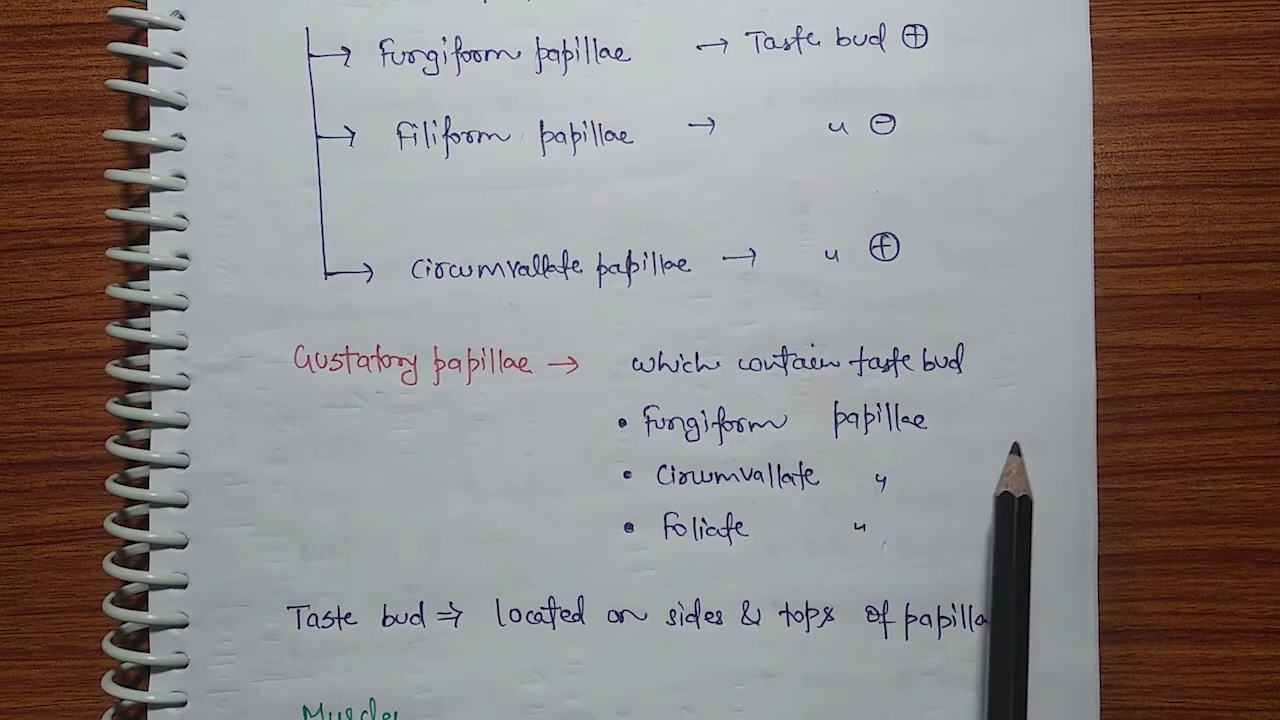 → Fungiform papillae → Taste bud ⊕
→ Filiform papillae → " ⊖
→ Circumvallate papillae → " ⊕
Gustatory papillae → which contain taste bud
• Fungiform papillae
• Circumvallate "
• Foliate "
Taste bud ⇒ located on sides & tops of papilla
Muscles